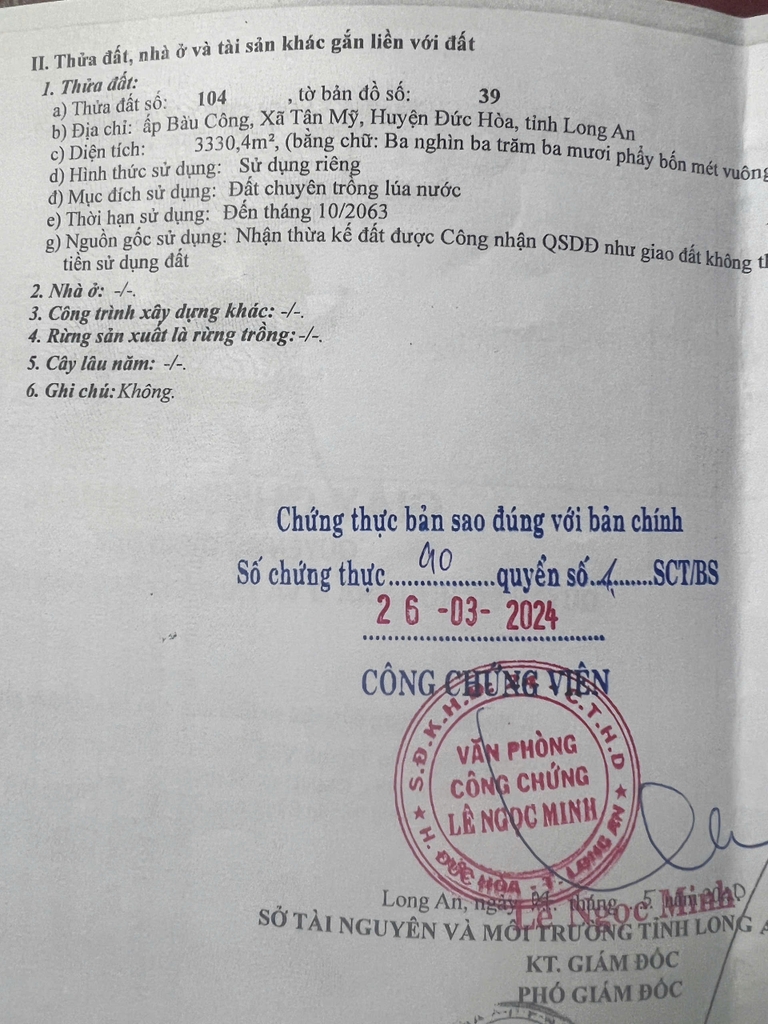 II. Thửa đất, nhà ở và tài sản khác gắn liền với đất
1. Thửa đất:
a) Thửa đất số: 104 , tờ bản đồ số: 39
b) Địa chỉ: ấp Bàu Công, Xã Tân Mỹ, Huyện Đức Hòa, tỉnh Long An
c) Diện tích: 3330,4m², (bằng chữ: Ba nghìn ba trăm ba mươi phẩy bốn mét vuông
d) Hình thức sử dụng: Sử dụng riêng
đ) Mục đích sử dụng: Đất chuyên trồng lúa nước
e) Thời hạn sử dụng: Đến tháng 10/2063
g) Nguồn gốc sử dụng: Nhận thừa kế đất được Công nhận QSDĐ như giao đất không
tiền sử dụng đất
2. Nhà ở: -/-.
3. Công trình xây dựng khác: -/-.
4. Rừng sản xuất là rừng trồng: -/-.
5. Cây lâu năm: -/-.
6. Ghi chú: Không.
Chứng thực bản sao đúng với bản chính
Số chứng thực................quyển số.........SCT/BS
26 -03- 2024
CÔNG CHỨNG VIÊN
S.Đ.K.H.Đ C.T.H.D
VĂN PHÒNG
CÔNG CHỨNG
LÊ NGỌC MINH
H. ĐỨC HÒA - T. LONG AN
Long An, ngày tháng 5 năm
Lê Ngọc Minh
SỞ TÀI NGUYÊN VÀ MÔI TRƯỜNG TỈNH LONG
KT. GIÁM ĐỐC
PHÓ GIÁM ĐỐC